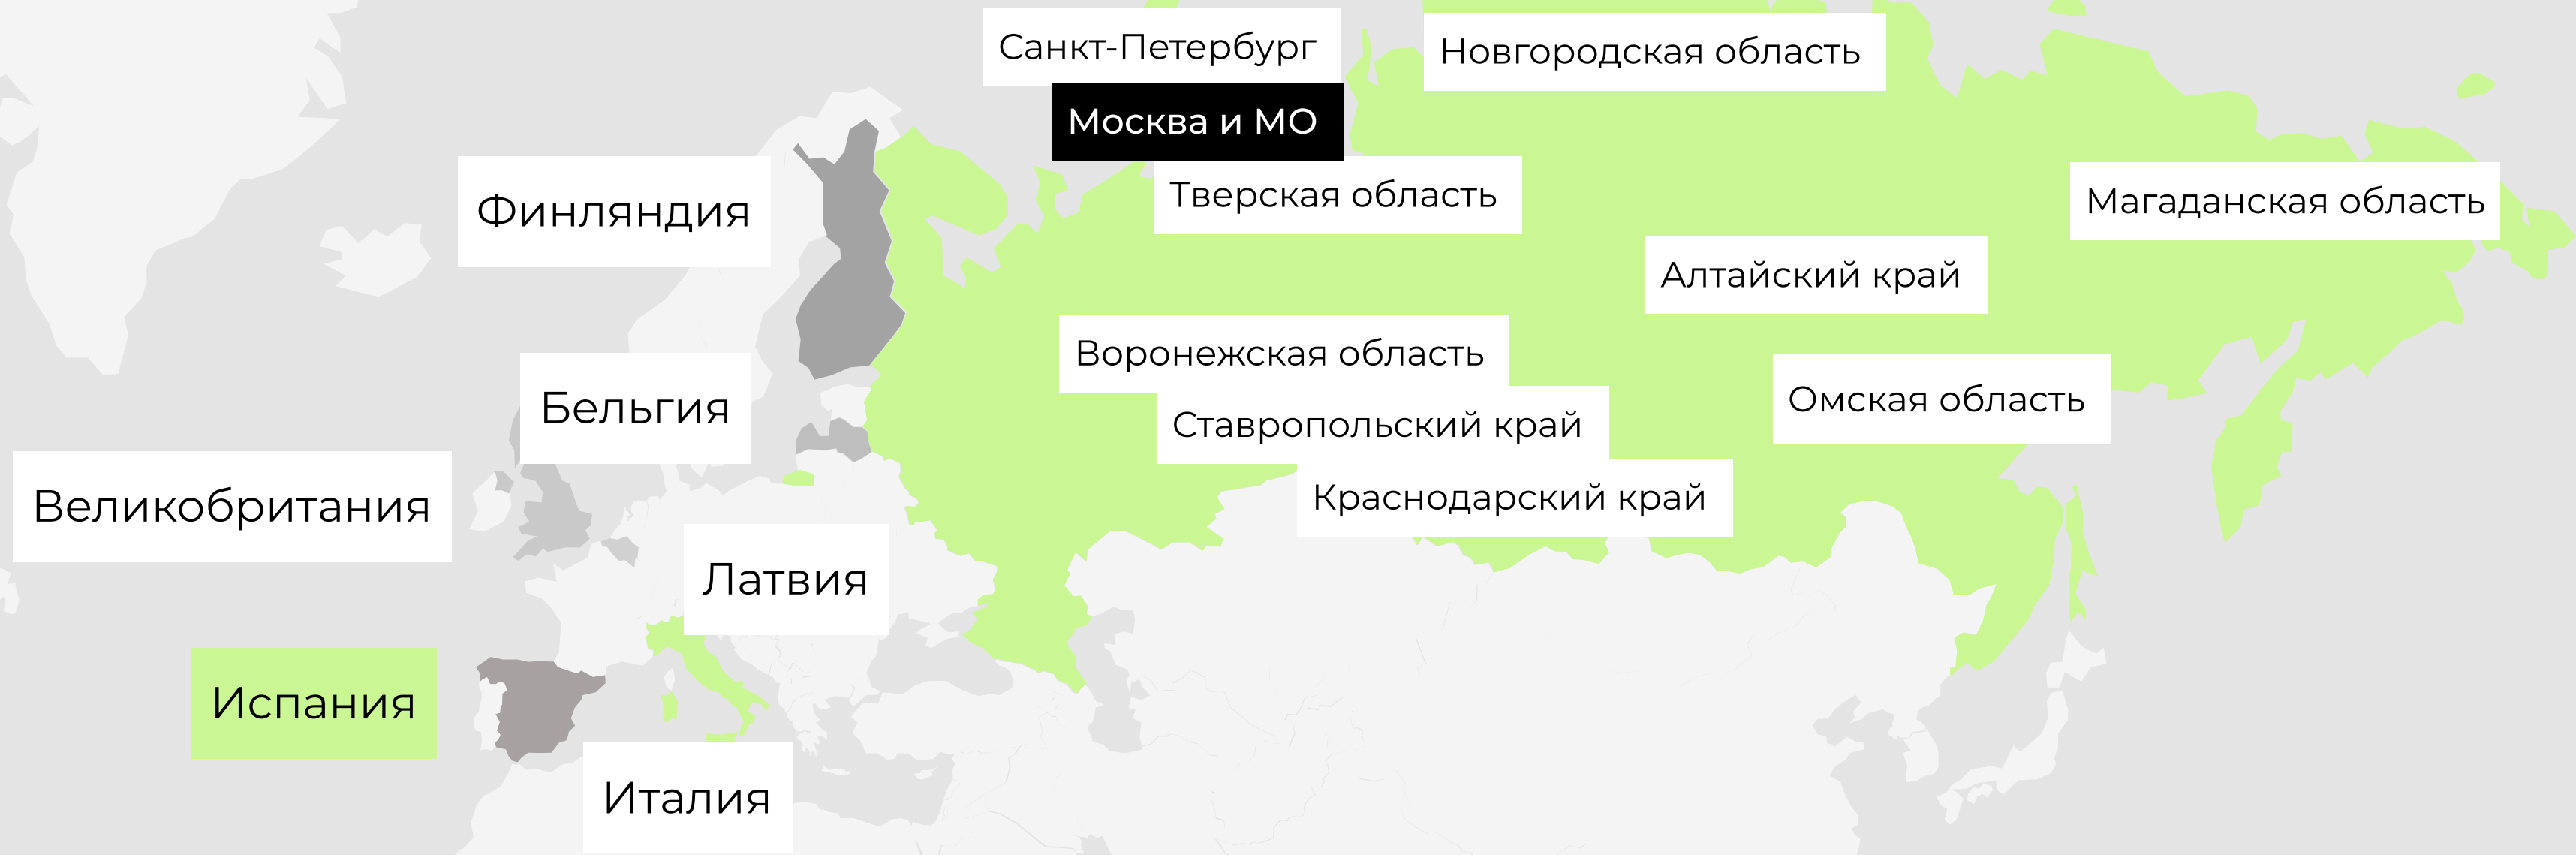 Санкт-Петербург
Новгородская область
Москва и МО
Тверская область
Магаданская область
Финляндия
Алтайский край
Воронежская область
Бельгия
Омская область
Ставропольский край
Великобритания
Краснодарский край
Латвия
Испания
Италия